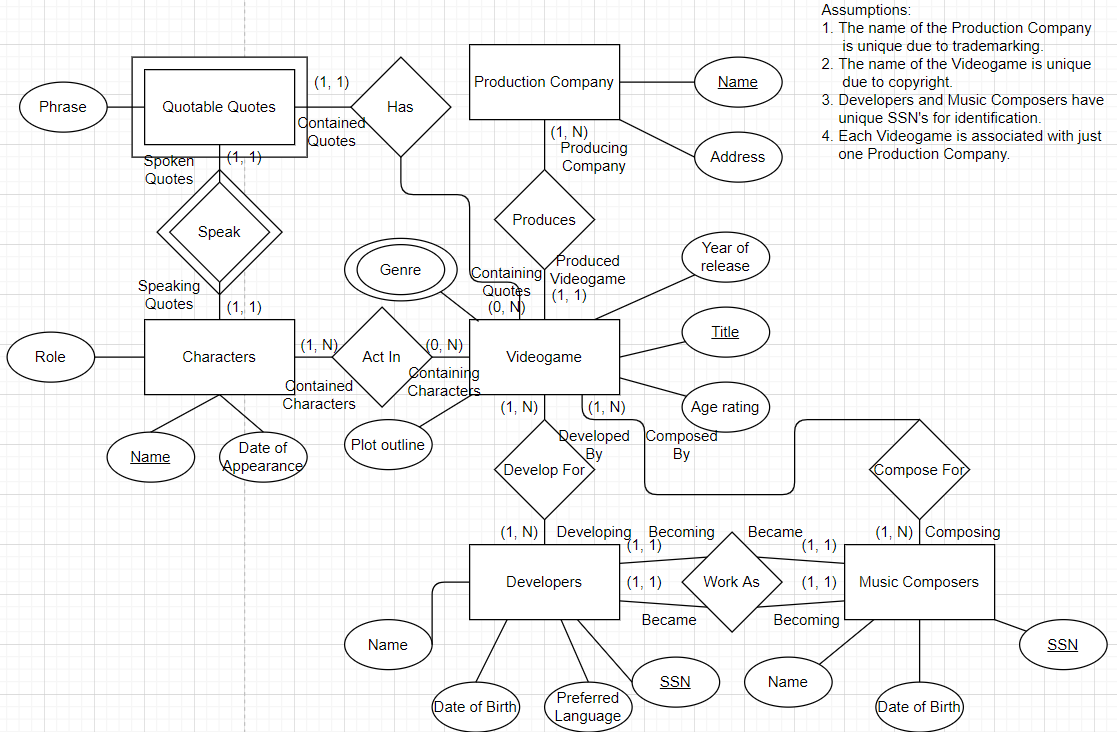 Assumptions:
1. The name of the Production Company
is unique due to trademarking.
2. The name of the Videogame is unique
due to copyright.
3. Developers and Music Composers have
unique SSN's for identification.
4. Each Videogame is associated with just
one Production Company.
Phrase
Quotable Quotes
(1, 1)
Contained
Quotes
Has
Production Company
Name
Address
(1, N)
Producing
Company
Spoken
Quotes
(1, 1)
Speak
Produces
Speaking
Quotes
(1, 1)
Genre
Containing
Quotes
(0, N)
Produced
Videogame
(1, 1)
Year of
release
Role
Characters
(1, N)
Contained
Characters
Act In
(0, N)
Containing
Characters
Videogame
Title
Age rating
Name
Date of
Appearance
Plot outline
(1, N)
(1, N)
Developed
By
Composed
By
Develop For
Compose For
(1, N)
Developing
Becoming
Became
(1, N)
Composing
(1, 1)
(1, 1)
Developers
(1, 1)
Work As
(1, 1)
Music Composers
Became
Becoming
Name
Date of Birth
Preferred
Language
SSN
Name
Date of Birth
SSN